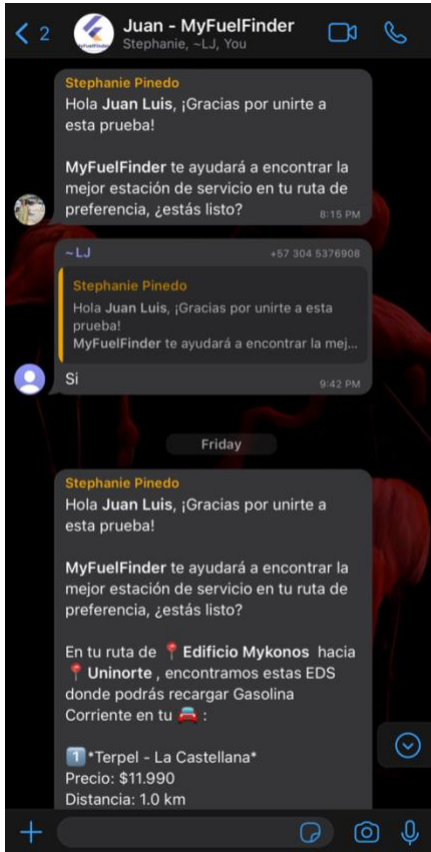 2
Juan - MyFuelFinder
Stephanie, ~LJ, You
Stephanie Pinedo
Hola Juan Luis, ¡Gracias por unirte a
esta prueba!
MyFuelFinder te ayudará a encontrar la
mejor estación de servicio en tu ruta de
preferencia, ¿estás listo?
8:15 PM
~LJ
+57 304 5376908
Stephanie Pinedo
Hola Juan Luis, ¡Gracias por unirte a esta
prueba!
MyFuelFinder te ayudará a encontrar la mej...
Si
9:42 PM
Friday
Stephanie Pinedo
Hola Juan Luis, ¡Gracias por unirte a
esta prueba!
MyFuelFinder te ayudará a encontrar la
mejor estación de servicio en tu ruta de
preferencia, ¿estás listo?
En tu ruta de 📍 Edificio Mykonos hacia
📍 Uninorte , encontramos estas EDS
donde podrás recargar Gasolina
Corriente en tu 🚘 :
1️⃣ *Terpel - La Castellana*
Precio: $11.990
Distancia: 1.0 km